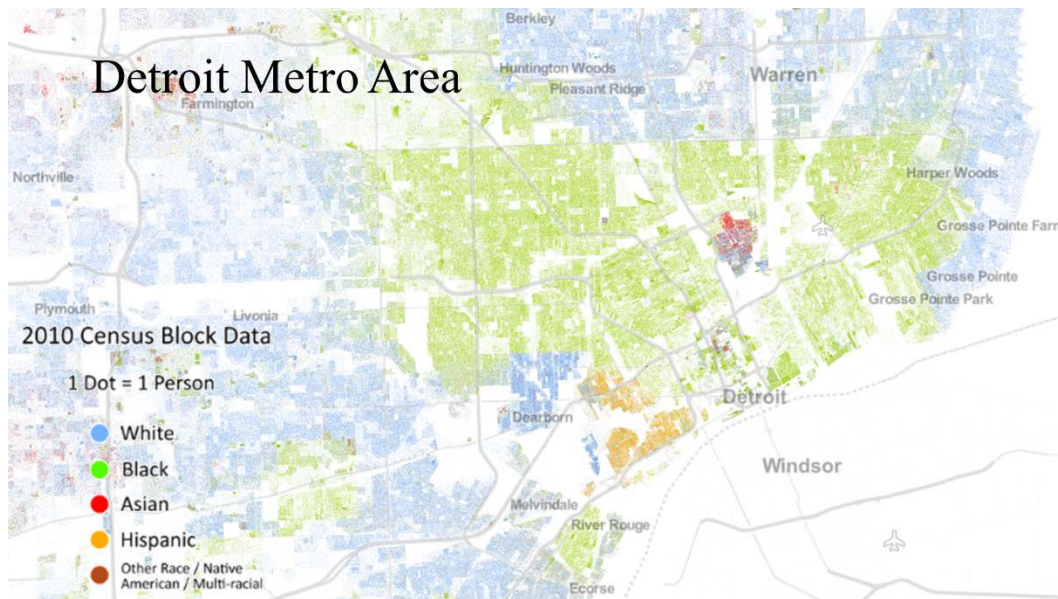 Berkley
Huntington Woods
Warren
Detroit Metro Area
Pleasant Ridge
Farmington
Northville
Harper Woods
Grosse Pointe Farm
Grosse Pointe
Grosse Pointe Park
Plymouth
Livonia
2010 Census Block Data
1 Dot = 1 Person
Detroit
Dearborn
White
Black
Windsor
Asian
Melvindale
River Rouge
Hispanic
Other Race / Native
American / Multi-racial
Ecorse